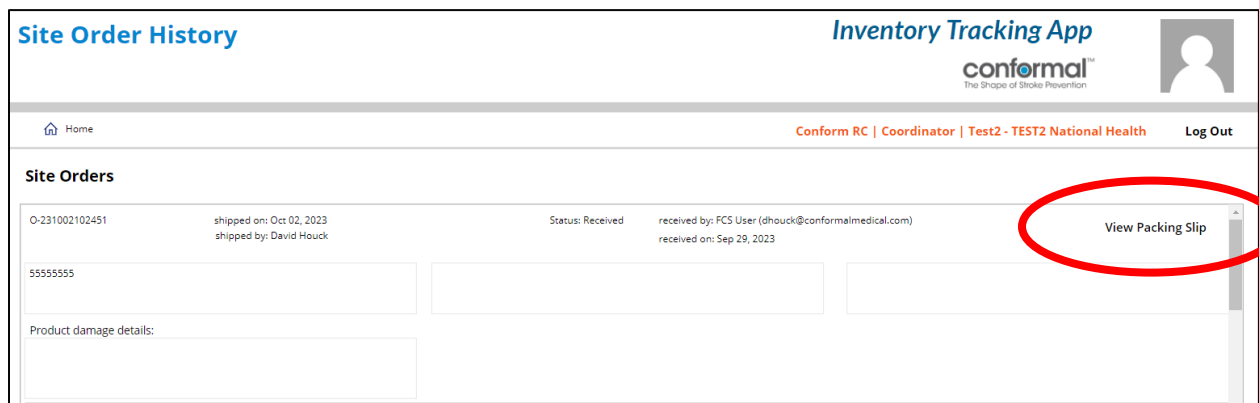 Site Order History
Inventory Tracking App
conformal™
The Shape of Stroke Prevention
Home
Conform RC | Coordinator | Test2 - TEST2 National Health
Log Out
Site Orders
O-231002102451
shipped on: Oct 02, 2023
shipped by: David Houck
Status: Received
received by: FCS User (dhouck@conformalmedical.com)
received on: Sep 29, 2023
View Packing Slip
55555555
Product damage details: